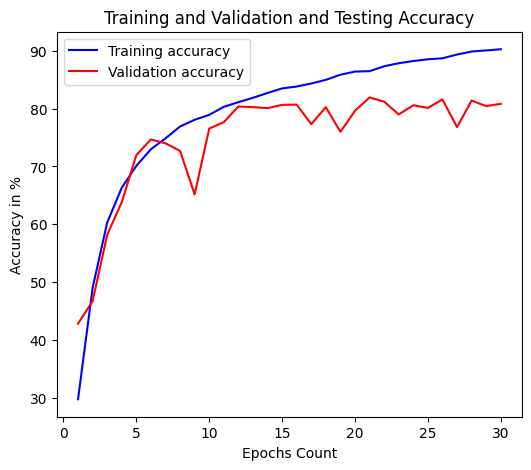 Training and Validation and Testing Accuracy
Training accuracy
Validation accuracy
90
80
70
60
50
40
30
Accuracy in %
0 5 10 15 20 25 30
Epochs Count